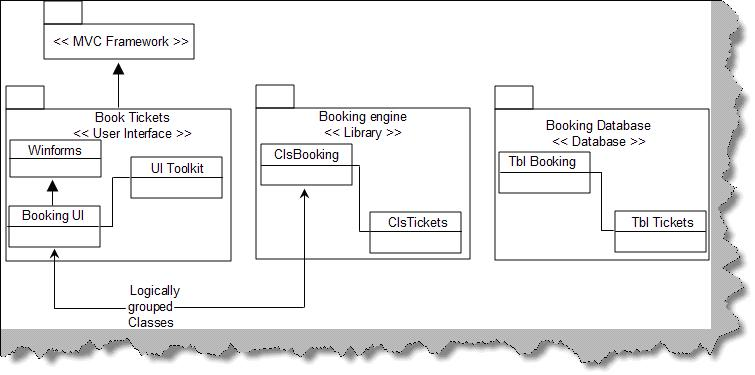 << MVC Framework >>
Book Tickets
<< User Interface >>
Winforms
UI Toolkit
Booking UI
Booking engine
<< Library >>
ClsBooking
ClsTickets
Booking Database
<< Database >>
Tbl Booking
Tbl Tickets
Logically
grouped
Classes